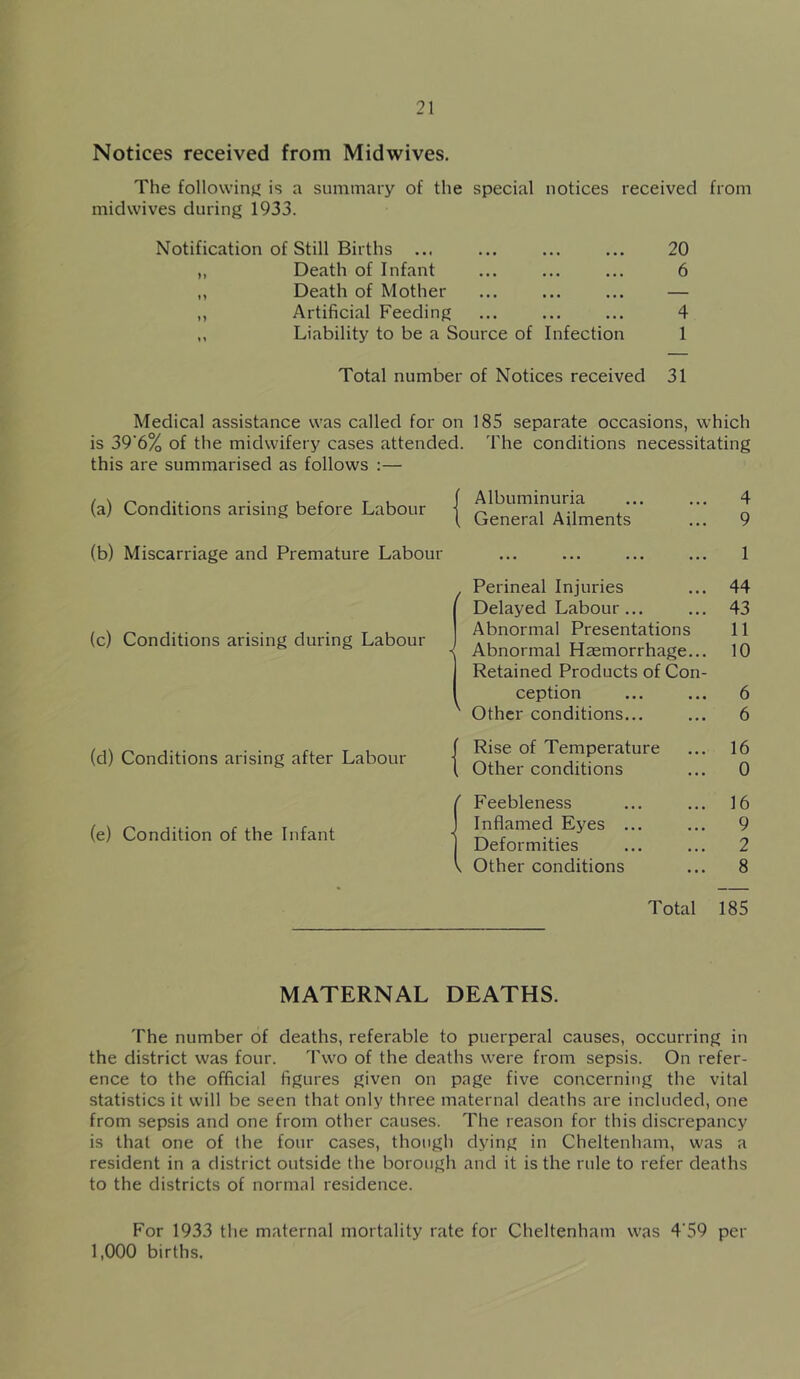 21
Notices received from Midwives.
The following is a summary of the special notices received from
midwives during 1933.
Notification of Still Births ... ... ... ... 20
,, Death of Infant ... ... ... 6
,, Death of Mother ... ... ... —
,, Artificial Feeding ... ... ... 4
,, Liability to be a Source of Infection 1
Total number of Notices received 31
Medical assistance was called for on 185 separate occasions, which
is 39·6% of the midwifery cases attended. The conditions necessitating
this are summarised as follows :—
(a) Conditions arising before Labour { Albuminuria ... ... 4
General Ailments ... 9
(b) Miscarriage and Premature Labour ... ... ... ... 1
(c) Conditions arising during Labour { Perineal Injuries ... 44
Delayed Labour ... ... 43
Abnormal Presentations 11
Abnormal Hæmorrhage... 10
Retained Products of Con-
ception ... ... 6
Other conditions... ... 6
(d) Conditions arising after Labour { Rise of Temperature ... 16
Other conditions ... 0
(e) Condition of the Infant { Feebleness ... ... 16
Inflamed Eyes ... ... 9
Deformities ... ... 2
Other conditions ... 8
Total 185
MATERNAL DEATHS.
The number of deaths, referable to puerperal causes, occurring in
the district was four. Two of the deaths were from sepsis. On refer-
ence to the official figures given on page five concerning the vital
statistics it will be seen that only three maternal deaths are included, one
from sepsis and one from other causes. The reason for this discrepancy
is that one of the four cases, though dying in Cheltenham, was a
resident in a district outside the borough and it is the rule to refer deaths
to the districts of normal residence.
For 1933 the maternal mortality rate for Cheltenham was 4·59 per
1,000 births.